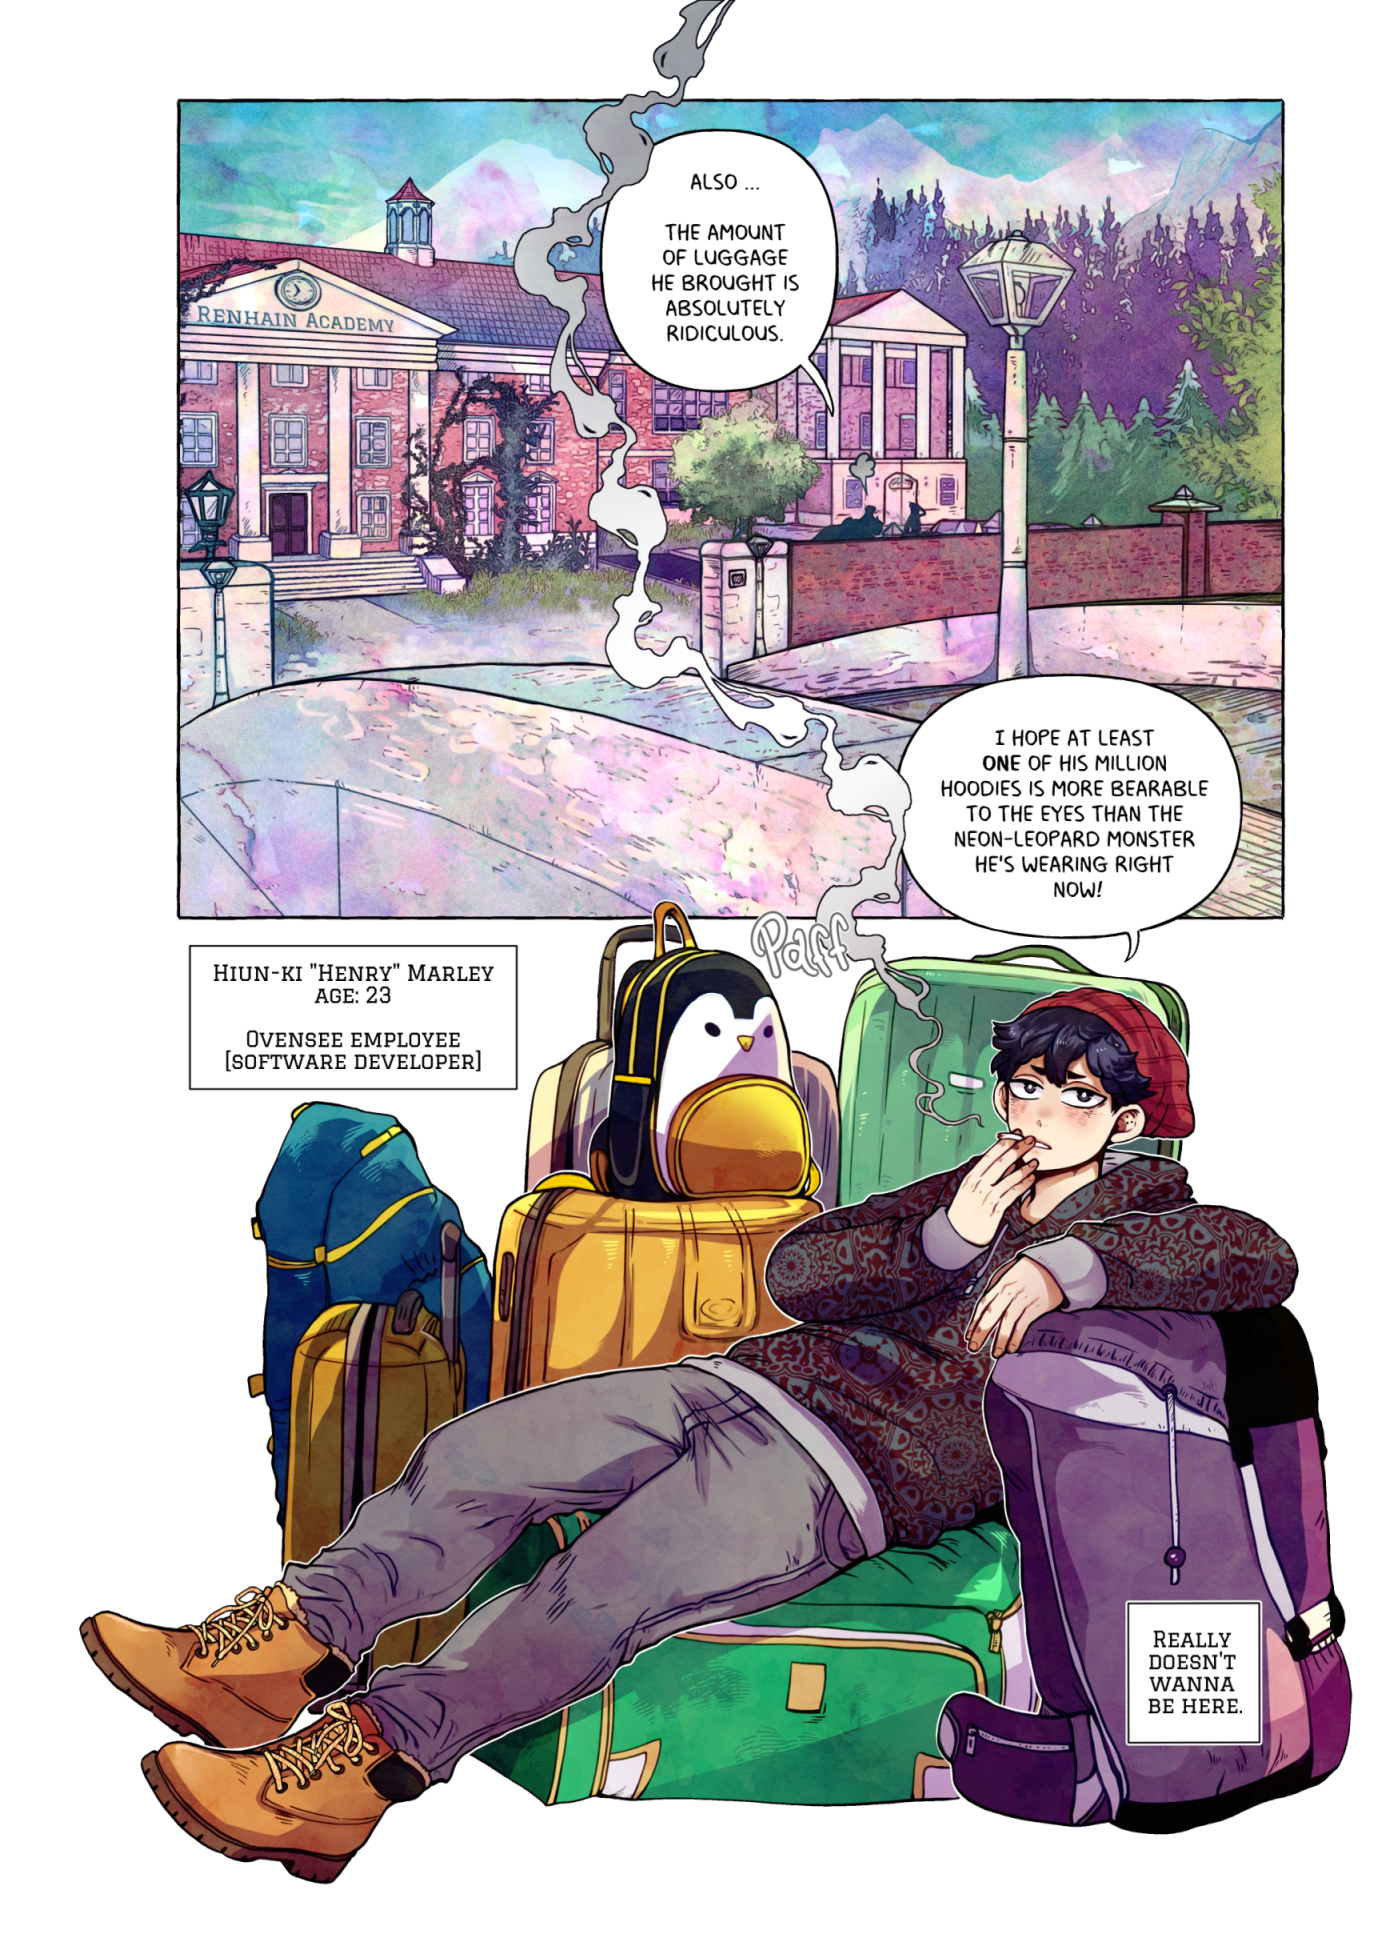 ALSO ...
THE AMOUNT
OF LUGGAGE
HE BROUGHT IS
ABSOLUTELY
RIDICULOUS.
RENHAIN ACADEMY
I HOPE AT LEAST
ONE OF HIS MILLION
HOODIES IS MORE BEARABLE
TO THE EYES THAN THE
NEON-LEOPARD MONSTER
HE'S WEARING RIGHT
NOW!
Paff
HIUN-KI "HENRY" MARLEY
AGE: 23
OVENSEE EMPLOYEE
[SOFTWARE DEVELOPER]
REALLY
DOESN'T
WANNA
BE HERE.